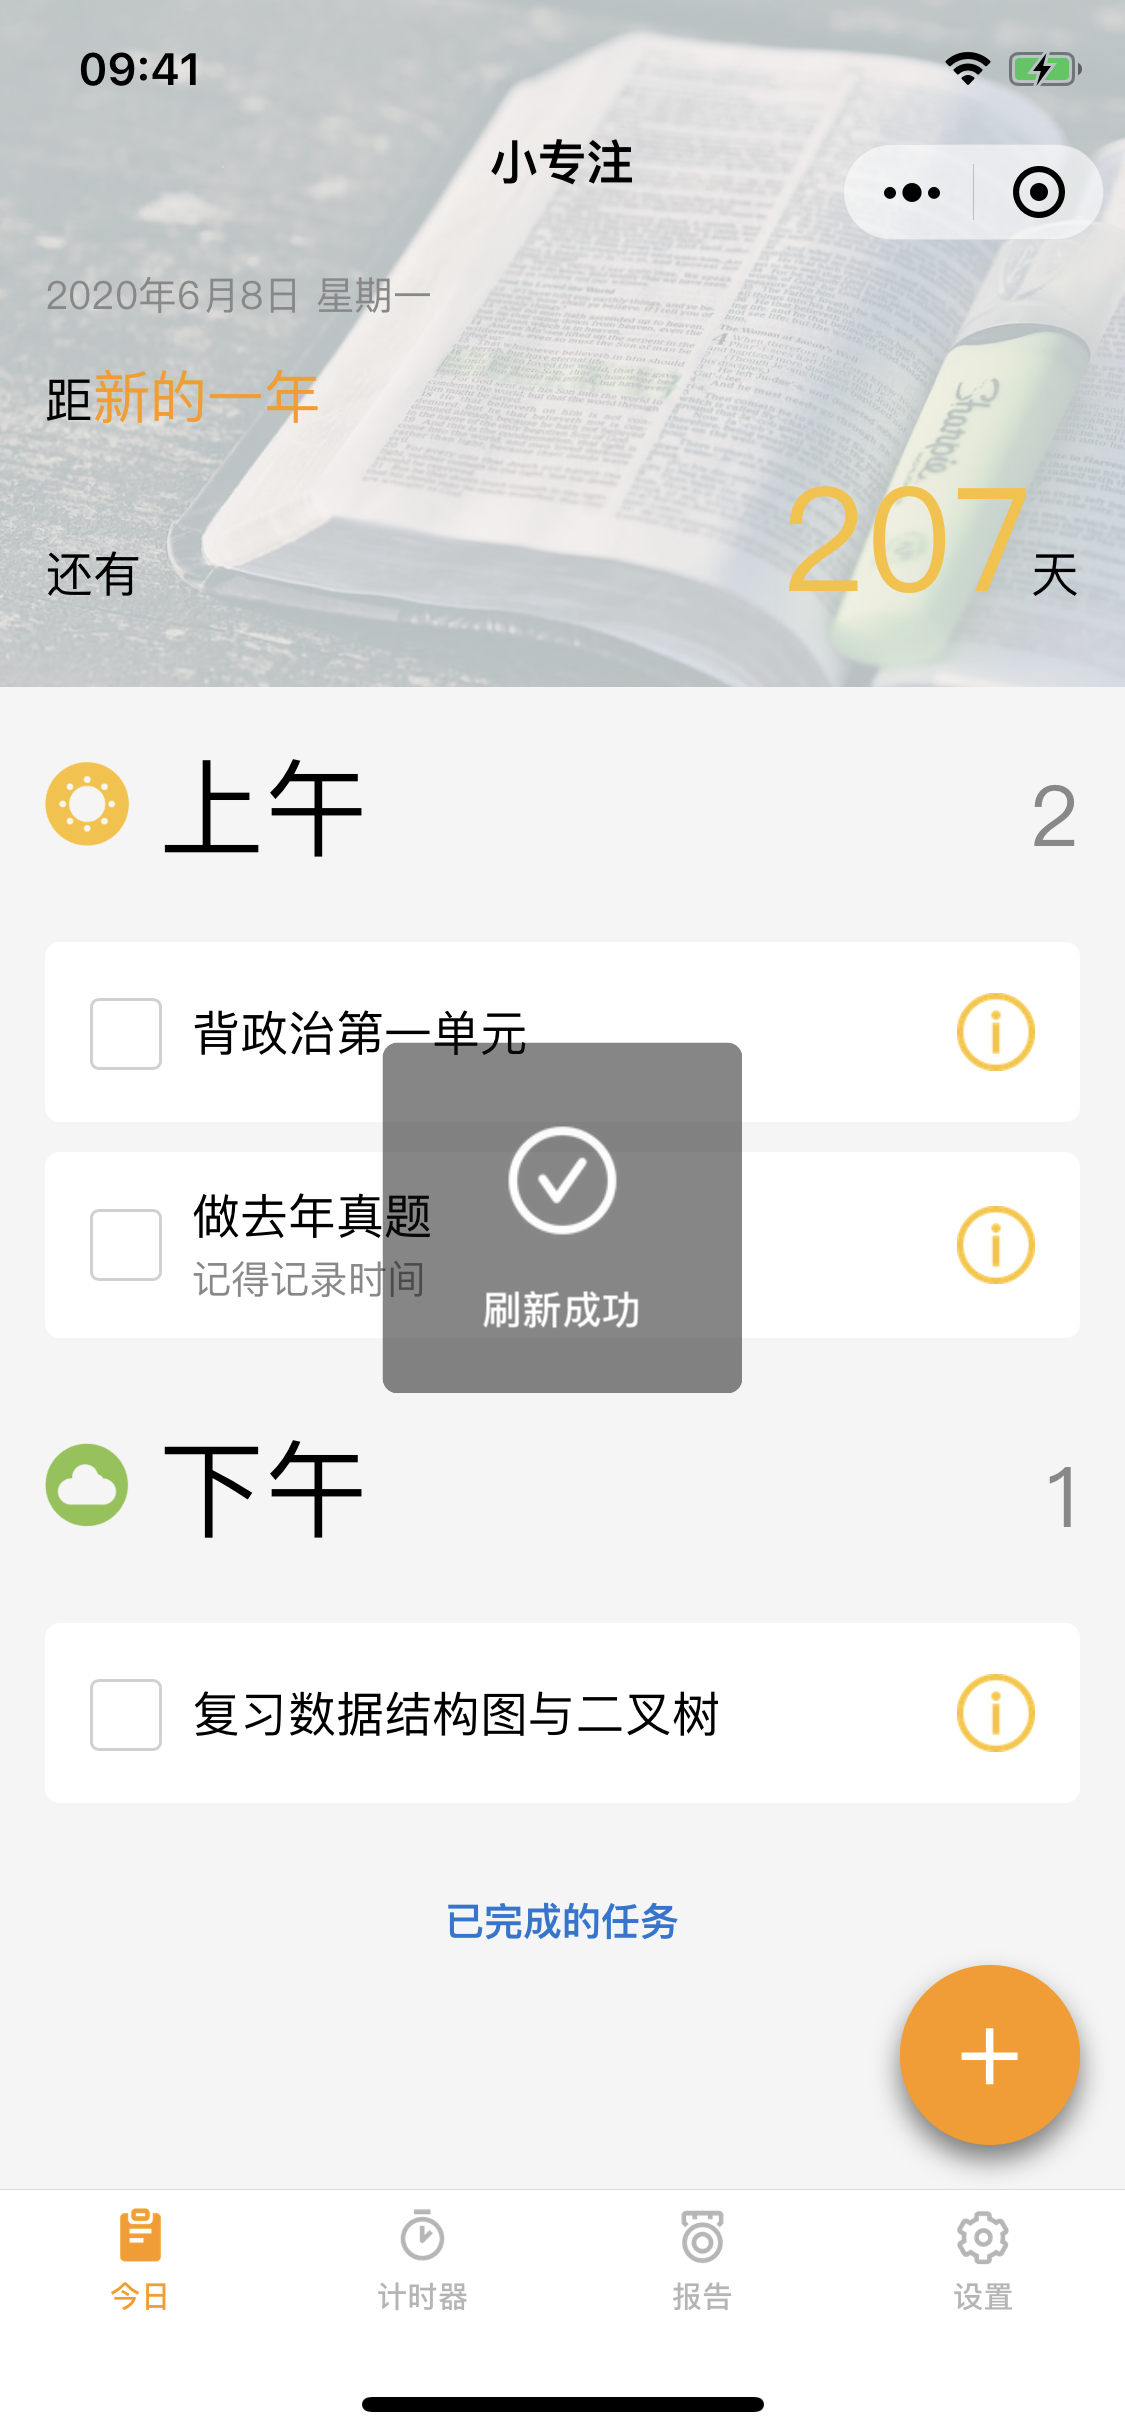 09:41
小专注
2020年6月8日 星期一
距新的一年
还有 207天
上午 2
背政治第一单元
做去年真题
记得记录时间
刷新成功
下午 1
复习数据结构图与二叉树
已完成的任务
今日 计时器 报告 设置